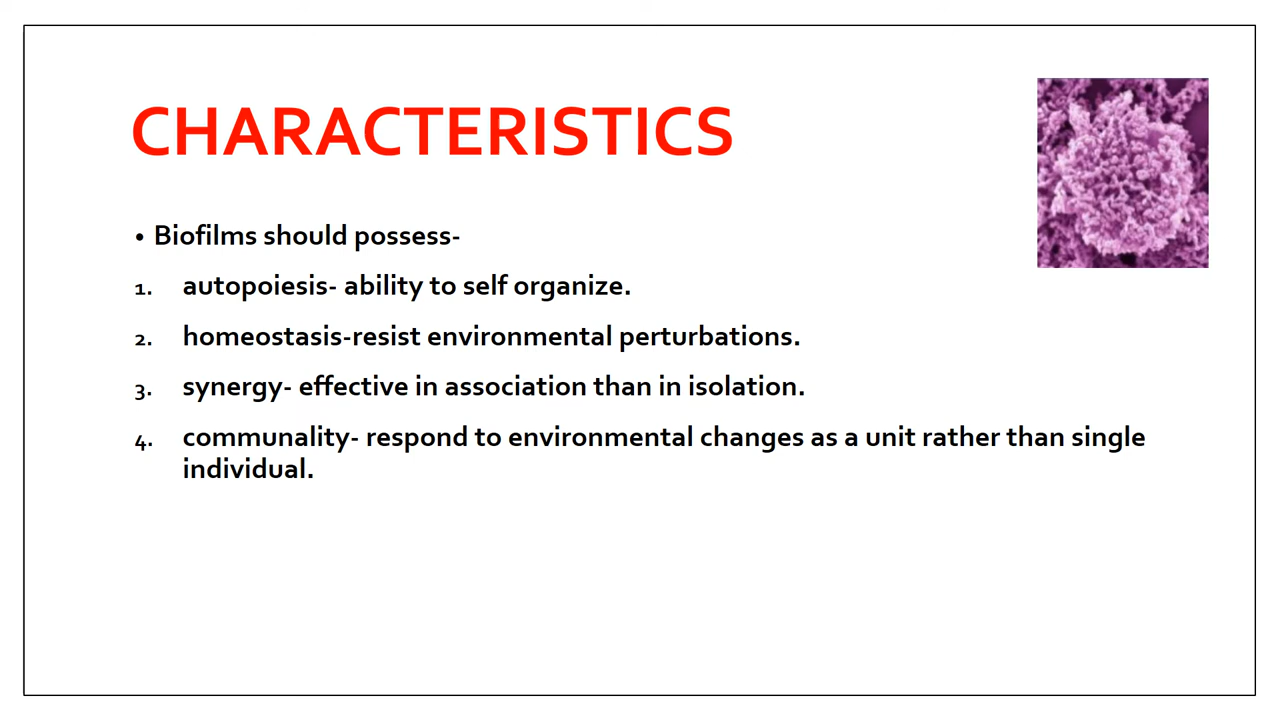 CHARACTERISTICS
• Biofilms should possess-
1. autopoiesis- ability to self organize.
2. homeostasis-resist environmental perturbations.
3. synergy- effective in association than in isolation.
4. communality- respond to environmental changes as a unit rather than single
individual.